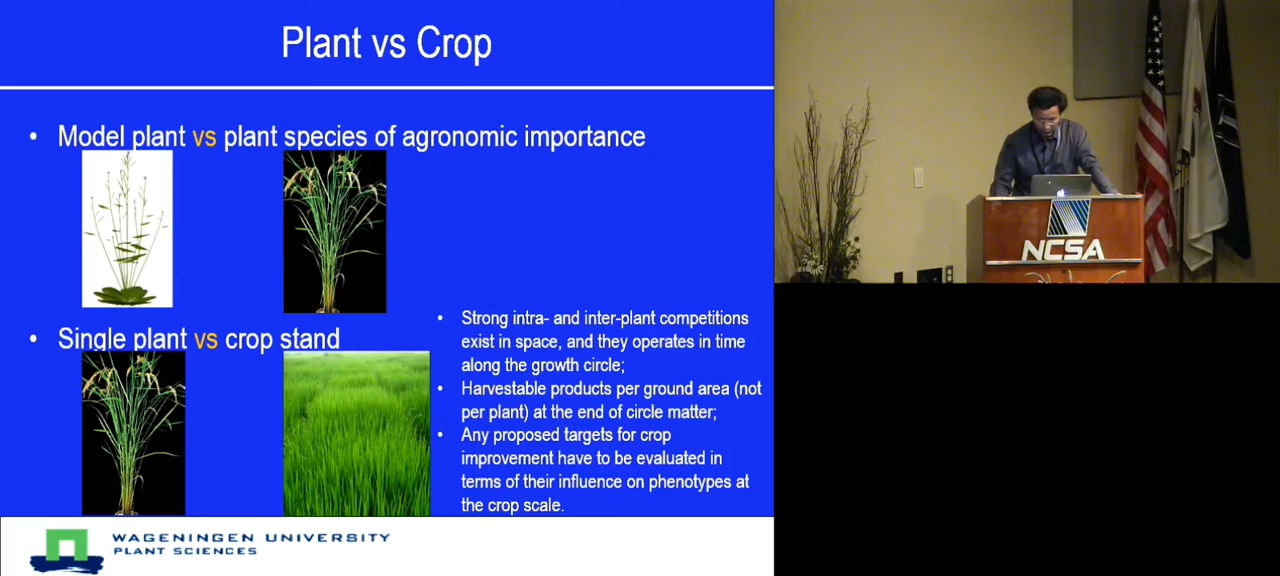 Plant vs Crop
• Model plant vs plant species of agronomic importance
• Single plant vs crop stand
• Strong intra- and inter-plant competitions
exist in space, and they operates in time
along the growth circle;
• Harvestable products per ground area (not
per plant) at the end of circle matter;
• Any proposed targets for crop
improvement have to be evaluated in
terms of their influence on phenotypes at
the crop scale.
WAGENINGEN UNIVERSITY
PLANT SCIENCES
NCSA